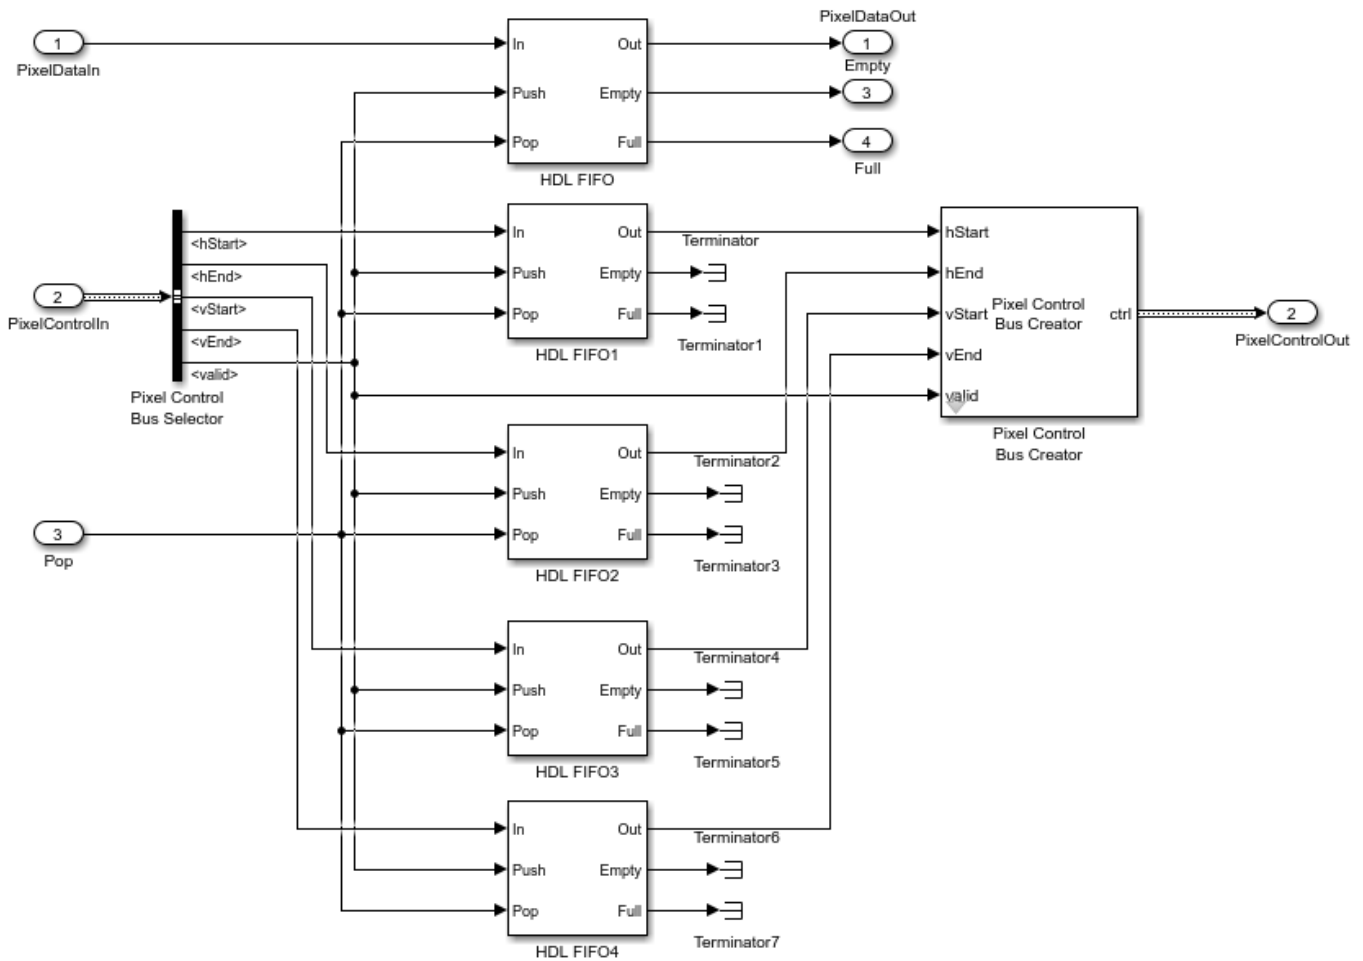 PixelDataOut
1
In
Out
1
PixelDataIn
Empty
Push
Empty
3
Pop
Full
4
HDL FIFO
Full
<hStart>
In
Out
Terminator
hStart
<hEnd>
Push
Empty
hEnd
2
<vStart>
Pop
Full
vStart
Pixel Control
Bus Creator
ctrl
2
PixelControlIn
<vEnd>
HDL FIFO1
Terminator1
vEnd
PixelControlOut
<valid>
valid
Pixel Control
Bus Selector
Pixel Control
Bus Creator
In
Out
Terminator2
Push
Empty
3
Pop
Full
Pop
HDL FIFO2
Terminator3
In
Out
Terminator4
Push
Empty
Pop
Full
HDL FIFO3
Terminator5
In
Out
Terminator6
Push
Empty
Pop
Full
HDL FIFO4
Terminator7